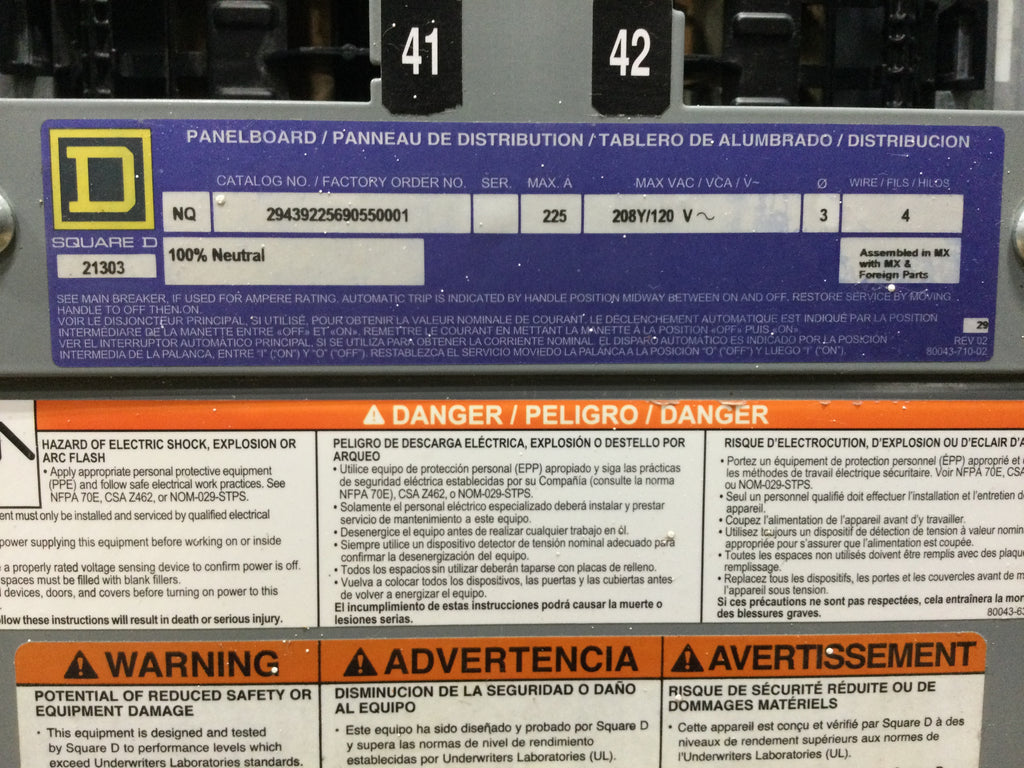 41
42
PANELBOARD / PANNEAU DE DISTRIBUTION / TABLERO DE ALUMBRADO / DISTRIBUCION
CATALOG NO. / FACTORY ORDER NO. SER. MAX. A MAX VAC / VCA / V~ Ø WIRE / FILS / HILOS
NQ 29439225690550001 225 208Y/120 V ~ 3 4
D
SQUARE D
21303
100% Neutral
Assembled in MX
with MX &
Foreign Parts
SEE MAIN BREAKER, IF USED FOR AMPERE RATING. AUTOMATIC TRIP IS INDICATED BY HANDLE POSITION MIDWAY BETWEEN ON AND OFF. RESTORE SERVICE BY MOVING
HANDLE TO OFF THEN ON.
VOIR LE DISJONCTEUR PRINCIPAL, SI UTILISÉ, POUR OBTENIR LA VALEUR NOMINALE DE COURANT. LE DÉCLENCHEMENT AUTOMATIQUE EST INDIQUÉ PAR LA POSITION
INTERMÉDIARE DE LA MANETTE ENTRE «OFF» ET «ON». REMETTRE LE COURANT EN METTANT LA MANETTE À LA POSITION «OFF» PUIS «ON»
VER EL INTERRUPTOR AUTOMÁTICO PRINCIPAL, SI SE UTILIZA PARA OBTENER LA CORRIENTE NOMINAL. EL DISPARO AUTOMÁTICO ES INDICADO POR LA POSICIÓN
INTERMEDIA DE LA PALANCA, ENTRE "I" ("ON") Y "O" ("OFF"). RESTABLEZCA EL SERVICIO MOVIEDO LA PALANCA A LA POSICIÓN "O" ("OFF") Y LUEGO "I" ("ON").
29
REV 02
80043-710-02
DANGER / PELIGRO / DANGER
HAZARD OF ELECTRIC SHOCK, EXPLOSION OR
ARC FLASH
• Apply appropriate personal protective equipment
(PPE) and follow safe electrical work practices. See
NFPA 70E, CSA Z462, or NOM-029-STPS.
must only be installed and serviced by qualified electrical
power supplying this equipment before working on or inside
a properly rated voltage sensing device to confirm power is off.
spaces must be filled with blank fillers.
devices, doors, and covers before turning on power to this
these instructions will result in death or serious injury.
PELIGRO DE DESCARGA ELÉCTRICA, EXPLOSIÓN O DESTELLO POR
ARQUEO
• Utilice equipo de protección personal (EPP) apropiado y siga las prácticas
de seguridad eléctrica establecidas por su Compañía (consulte la norma
NFPA 70E), CSA Z462, o NOM-029-STPS.
• Solamente el personal eléctrico especializado deberá instalar y prestar
servicio de mantenimiento a este equipo.
• Desenergice el equipo antes de realizar cualquier trabajo en él.
• Siempre utilice un dispositivo detector de tensión nominal adecuado para
confirmar la desenergización del equipo.
• Todos los espacios sin utilizar deberán taparse con placas de relleno.
• Vuelva a colocar todos los dispositivos, las puertas y las cubiertas antes
de volver a energizar el equipo.
El incumplimiento de estas instrucciones podrá causar la muerte o
lesiones serias.
RISQUE D'ELECTROCUTION, D'EXPLOSION OU D'ECLAIR D'A
• Portez un équipement de protection personnel (ÉPP) approprié et
les méthodes de travail électrique sécuritaire. Voir NFPA 70E, CSA
ou NOM-029-STPS.
• Seul un personnel qualifié doit effectuer l'installation et l'entretien de
appareil.
• Coupez l'alimentation de l'appareil avant d'y travailler.
• Utilisez toujours un dispositif de détection de tension à valeur nomin
appropriée pour s'assurer que l'alimentation est coupée.
• Toutes les espaces non utilisés doivent être remplis avec des plaque
remplissage.
• Replacez tous les dispositifs, les portes et les couvercles avant de m
l'appareil sous tension.
Si ces précautions ne sont pas respectées, cela entraînera la mor
des blessures graves.
80043-63
WARNING
POTENTIAL OF REDUCED SAFETY OR
EQUIPMENT DAMAGE
• This equipment is designed and tested
by Square D to performance levels which
exceed Underwriters Laboratories standards.
ADVERTENCIA
DISMINUCION DE LA SEGURIDAD O DAÑO
AL EQUIPO
• Este equipo ha sido diseñado y probado por Square D
y supera las normas de nivel de rendimiento
establecidas por Underwriters Laboratories (UL).
AVERTISSEMENT
RISQUE DE SÉCURITÉ RÉDUITE OU DE
DOMMAGES MATÉRIELS
• Cette appareil est conçu et vérifié par Square D à des
niveaux de rendement supérieurs aux normes de
l'Underwriters Laboratories (UL).